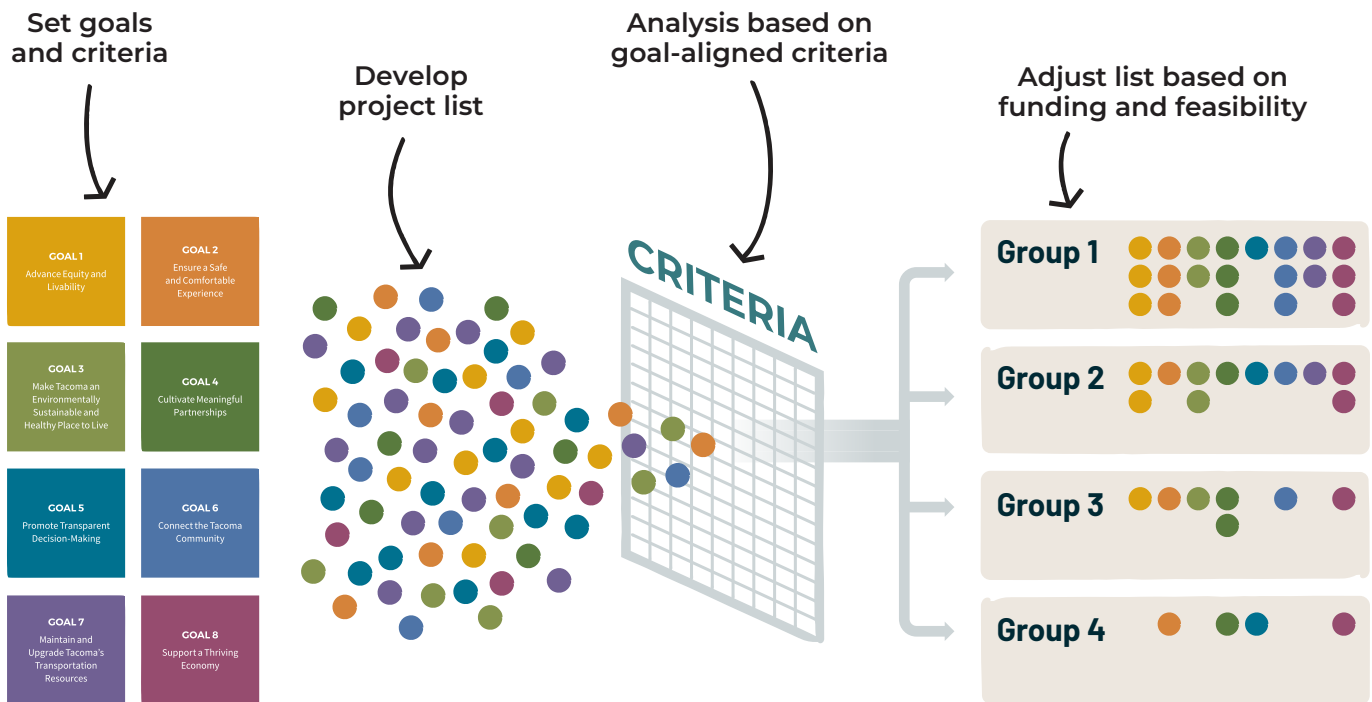 Set goals
and criteria
Develop
project list
Analysis based on
goal-aligned criteria
Adjust list based on
funding and feasibility
GOAL 1
Advance Equity and
Livability
GOAL 2
Ensure a Safe
and Comfortable
Experience
GOAL 3
Make Tacoma an
Environmentally
Sustainable and
Healthy Place to Live
GOAL 4
Cultivate Meaningful
Partnerships
GOAL 5
Promote Transparent
Decision-Making
GOAL 6
Connect the Tacoma
Community
GOAL 7
Maintain and
Upgrade Tacoma's
Transportation
Resources
GOAL 8
Support a Thriving
Economy
CRITERIA
Group 1
Group 2
Group 3
Group 4